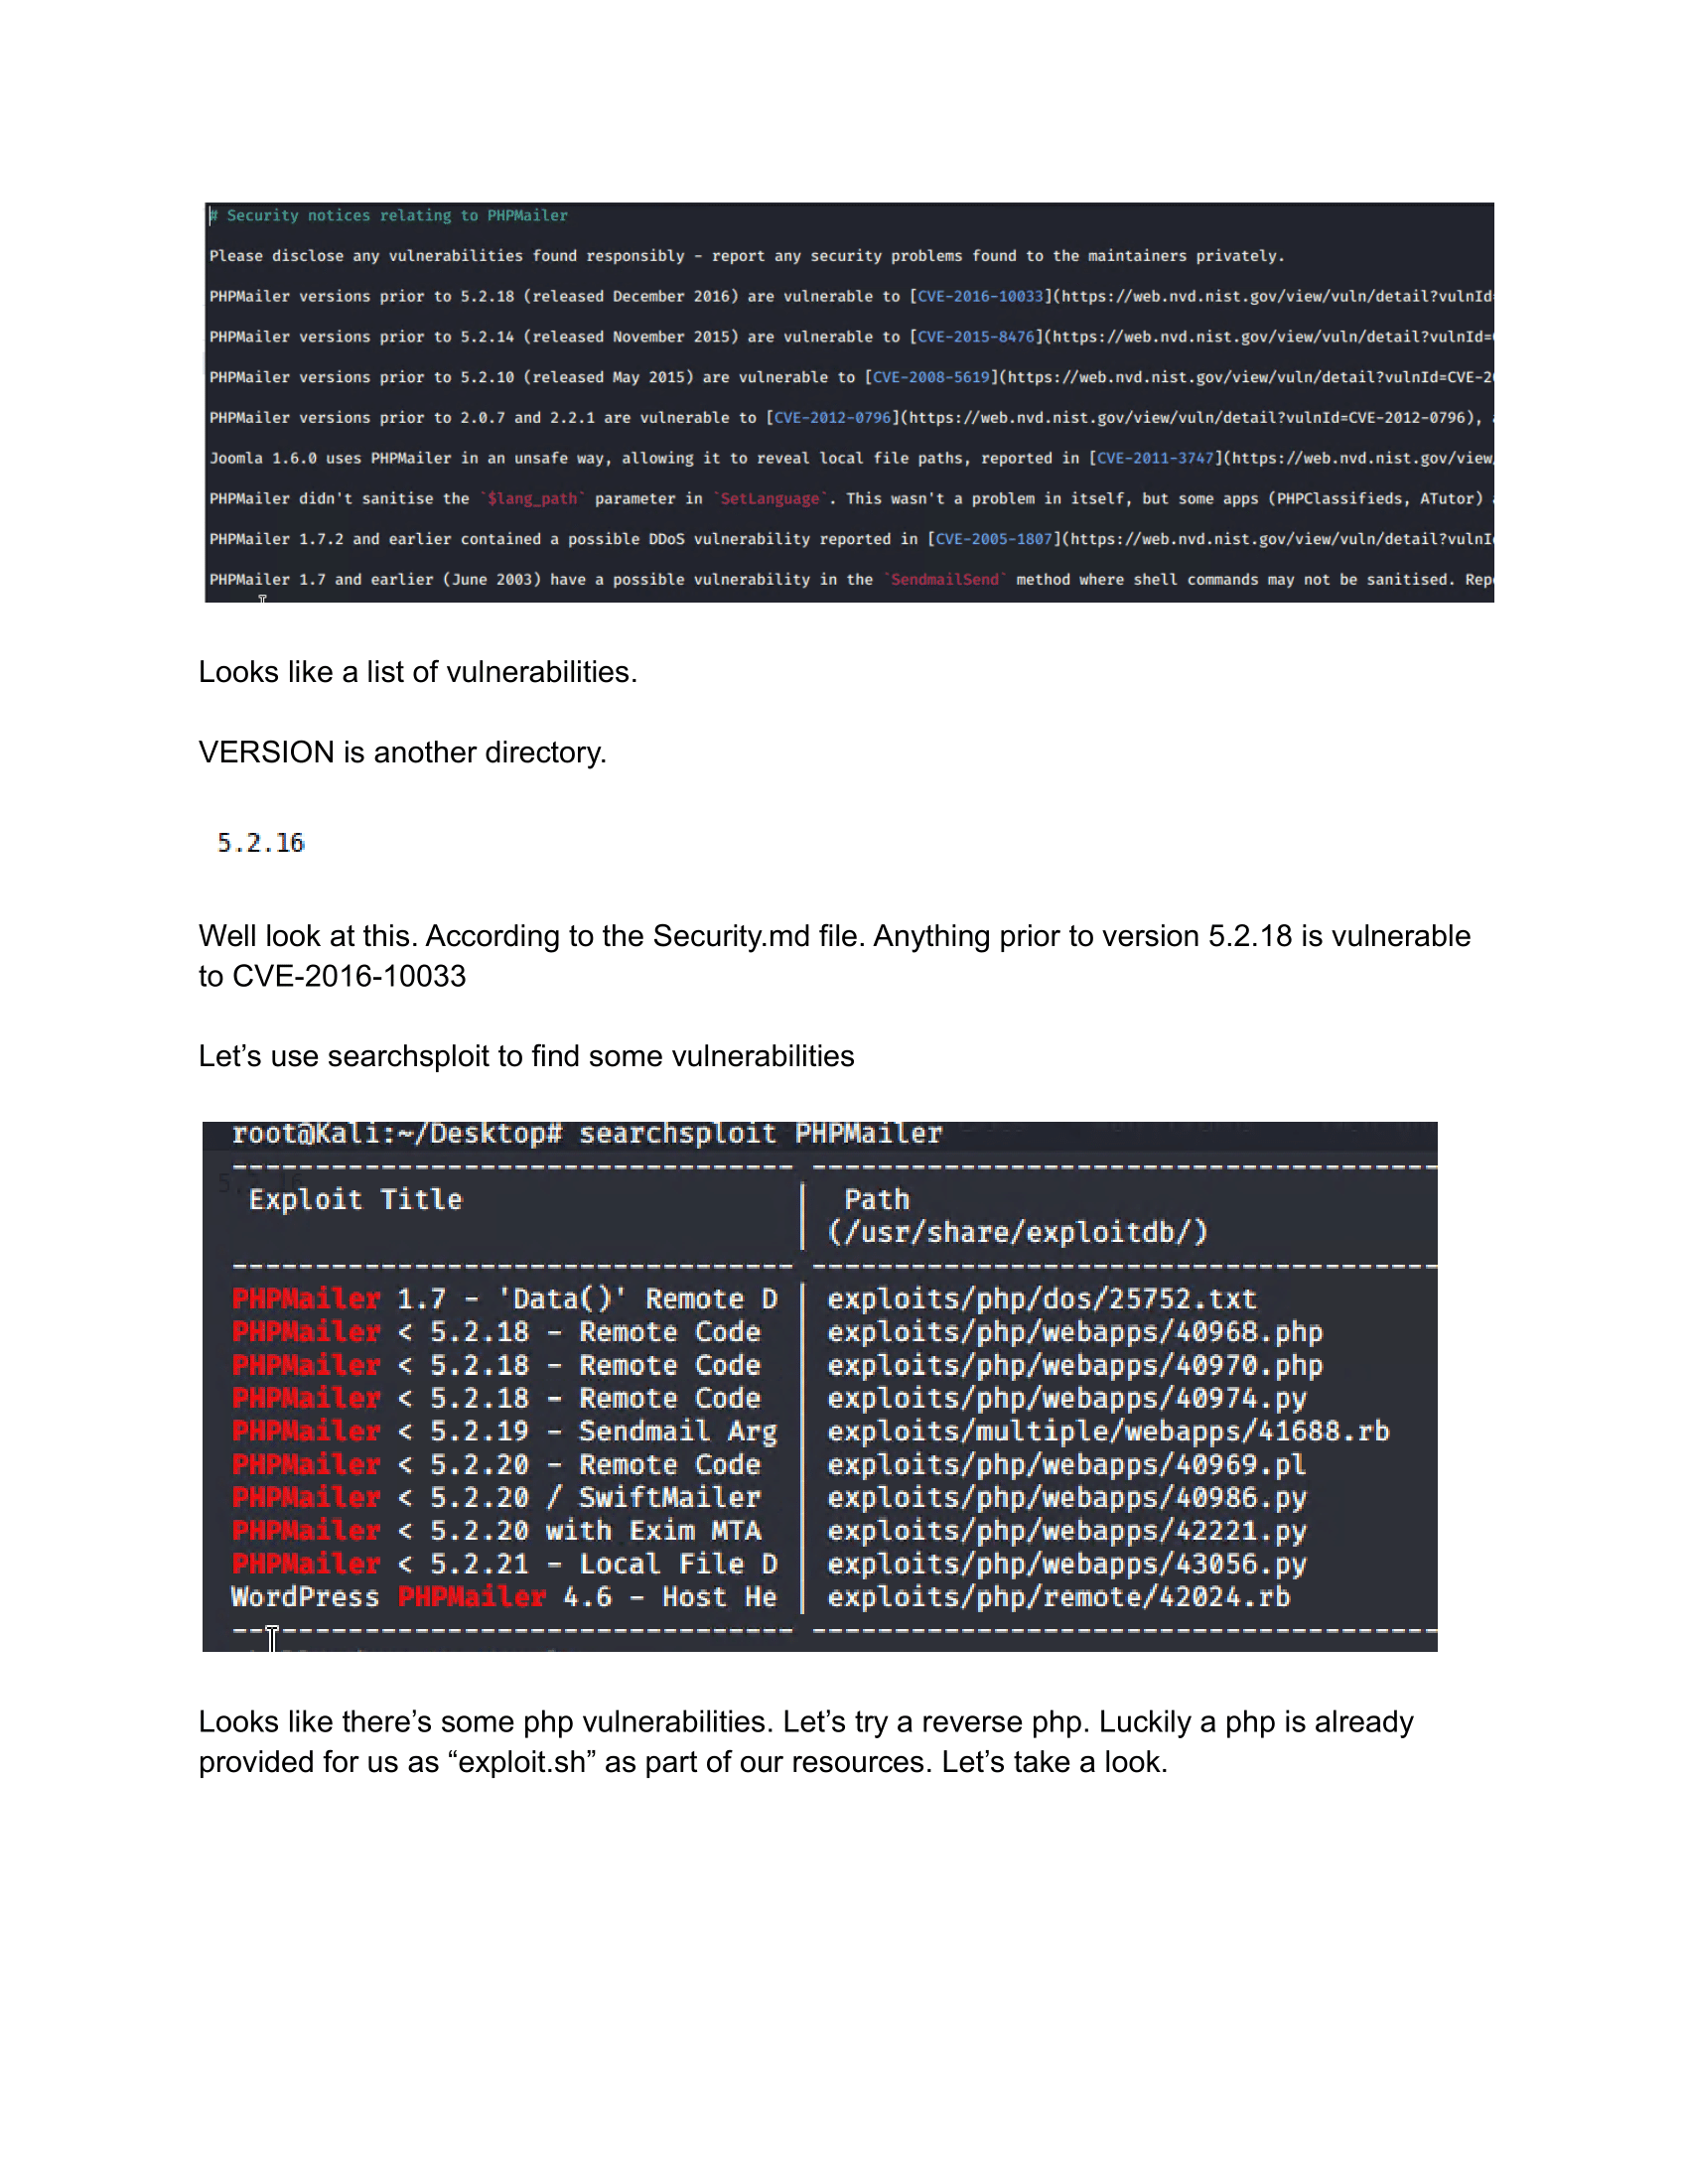 # Security notices relating to PHPMailer
Please disclose any vulnerabilities found responsibly - report any security problems found to the maintainers privately.
PHPMailer versions prior to 5.2.18 (released December 2016) are vulnerable to [CVE-2016-10033](https://web.nvd.nist.gov/view/vuln/detail?vulnId=
PHPMailer versions prior to 5.2.14 (released November 2015) are vulnerable to [CVE-2015-8476](https://web.nvd.nist.gov/view/vuln/detail?vulnId=
PHPMailer versions prior to 5.2.10 (released May 2015) are vulnerable to [CVE-2008-5619](https://web.nvd.nist.gov/view/vuln/detail?vulnId=CVE-2
PHPMailer versions prior to 2.0.7 and 2.2.1 are vulnerable to [CVE-2012-0796](https://web.nvd.nist.gov/view/vuln/detail?vulnId=CVE-2012-0796),
Joomla 1.6.0 uses PHPMailer in an unsafe way, allowing it to reveal local file paths, reported in [CVE-2011-3747](https://web.nvd.nist.gov/view
PHPMailer didn't sanitise the `$lang_path` parameter in `SetLanguage`. This wasn't a problem in itself, but some apps (PHPClassifieds, ATutor)
PHPMailer 1.7.2 and earlier contained a possible DDoS vulnerability reported in [CVE-2005-1807](https://web.nvd.nist.gov/view/vuln/detail?vulnI
PHPMailer 1.7 and earlier (June 2003) have a possible vulnerability in the `SendmailSend` method where shell commands may not be sanitised. Rep
Looks like a list of vulnerabilities.
VERSION is another directory.
5.2.16
Well look at this. According to the Security.md file. Anything prior to version 5.2.18 is vulnerable
to CVE-2016-10033
Let’s use searchsploit to find some vulnerabilities
root@Kali:~/Desktop# searchsploit PHPMailer
---------------------------------- --------------------------------------
Exploit Title | Path
| (/usr/share/exploitdb/)
---------------------------------- --------------------------------------
PHPMailer 1.7 - 'Data()' Remote D | exploits/php/dos/25752.txt
PHPMailer < 5.2.18 - Remote Code | exploits/php/webapps/40968.php
PHPMailer < 5.2.18 - Remote Code | exploits/php/webapps/40970.php
PHPMailer < 5.2.18 - Remote Code | exploits/php/webapps/40974.py
PHPMailer < 5.2.19 - Sendmail Arg | exploits/multiple/webapps/41688.rb
PHPMailer < 5.2.20 - Remote Code | exploits/php/webapps/40969.pl
PHPMailer < 5.2.20 / SwiftMailer | exploits/php/webapps/40986.py
PHPMailer < 5.2.20 with Exim MTA | exploits/php/webapps/42221.py
PHPMailer < 5.2.21 - Local File D | exploits/php/webapps/43056.py
WordPress PHPMailer 4.6 - Host He | exploits/php/remote/42024.rb
---------------------------------- --------------------------------------
Looks like there’s some php vulnerabilities. Let’s try a reverse php. Luckily a php is already
provided for us as “exploit.sh” as part of our resources. Let’s take a look.